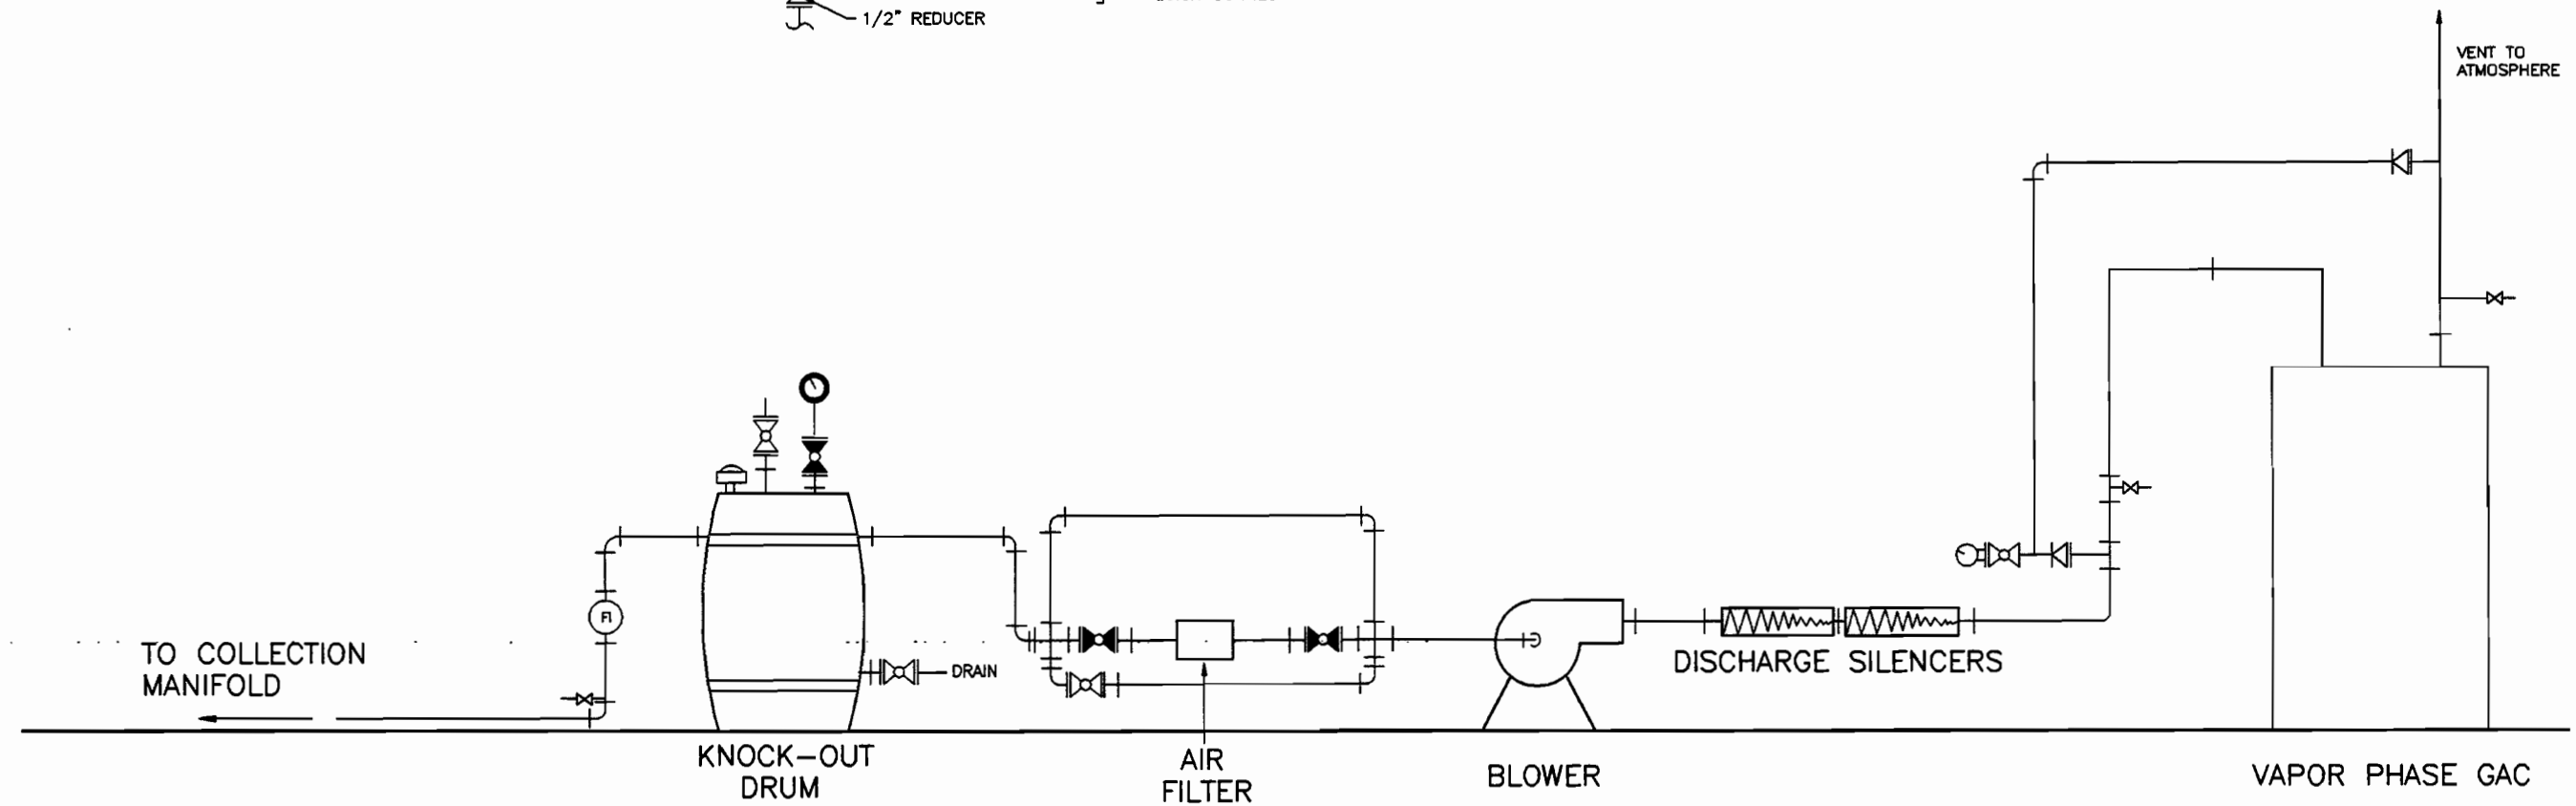 1/2" REDUCER
VENT TO
ATMOSPHERE
FI
TO COLLECTION
MANIFOLD
DRAIN
DISCHARGE SILENCERS
KNOCK-OUT
DRUM
AIR
FILTER
BLOWER
VAPOR PHASE GAC